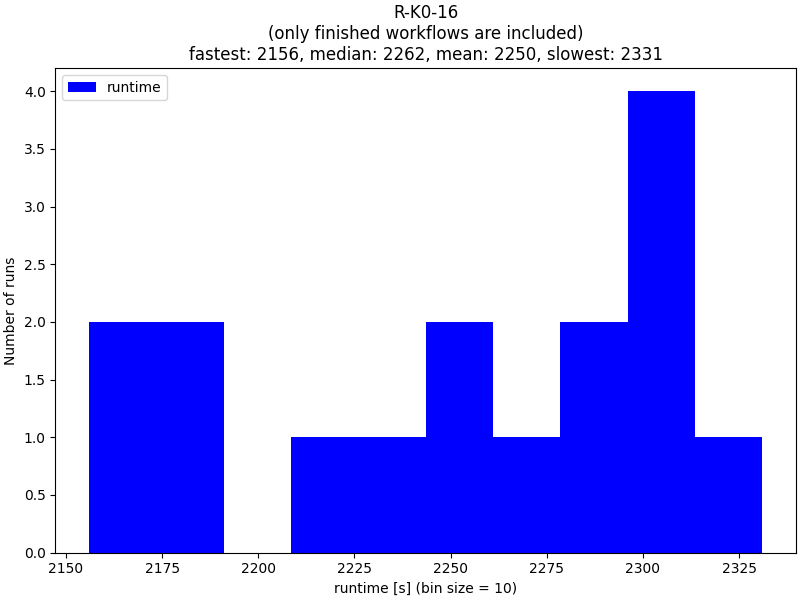 R-K0-16
(only finished workflows are included)
fastest: 2156, median: 2262, mean: 2250, slowest: 2331
runtime
4.0
3.5
3.0
2.5
2.0
1.5
1.0
0.5
0.0
Number of runs
2150 2175 2200 2225 2250 2275 2300 2325
runtime [s] (bin size = 10)